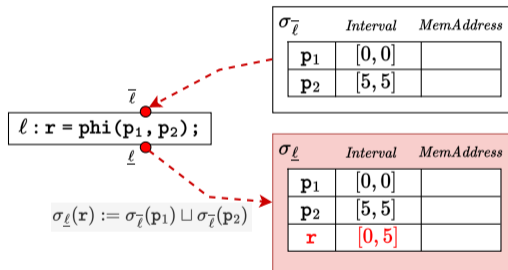 σ_ℓ̅ Interval MemAddress
p₁ [0,0]
p₂ [5,5]
ℓ̅
ℓ : r = phi(p₁, p₂);
ℓ̲
σ_ℓ̲(r) := σ_ℓ̅(p₁) ⊔ σ_ℓ̅(p₂)
σ_ℓ̲ Interval MemAddress
p₁ [0,0]
p₂ [5,5]
r [0,5]